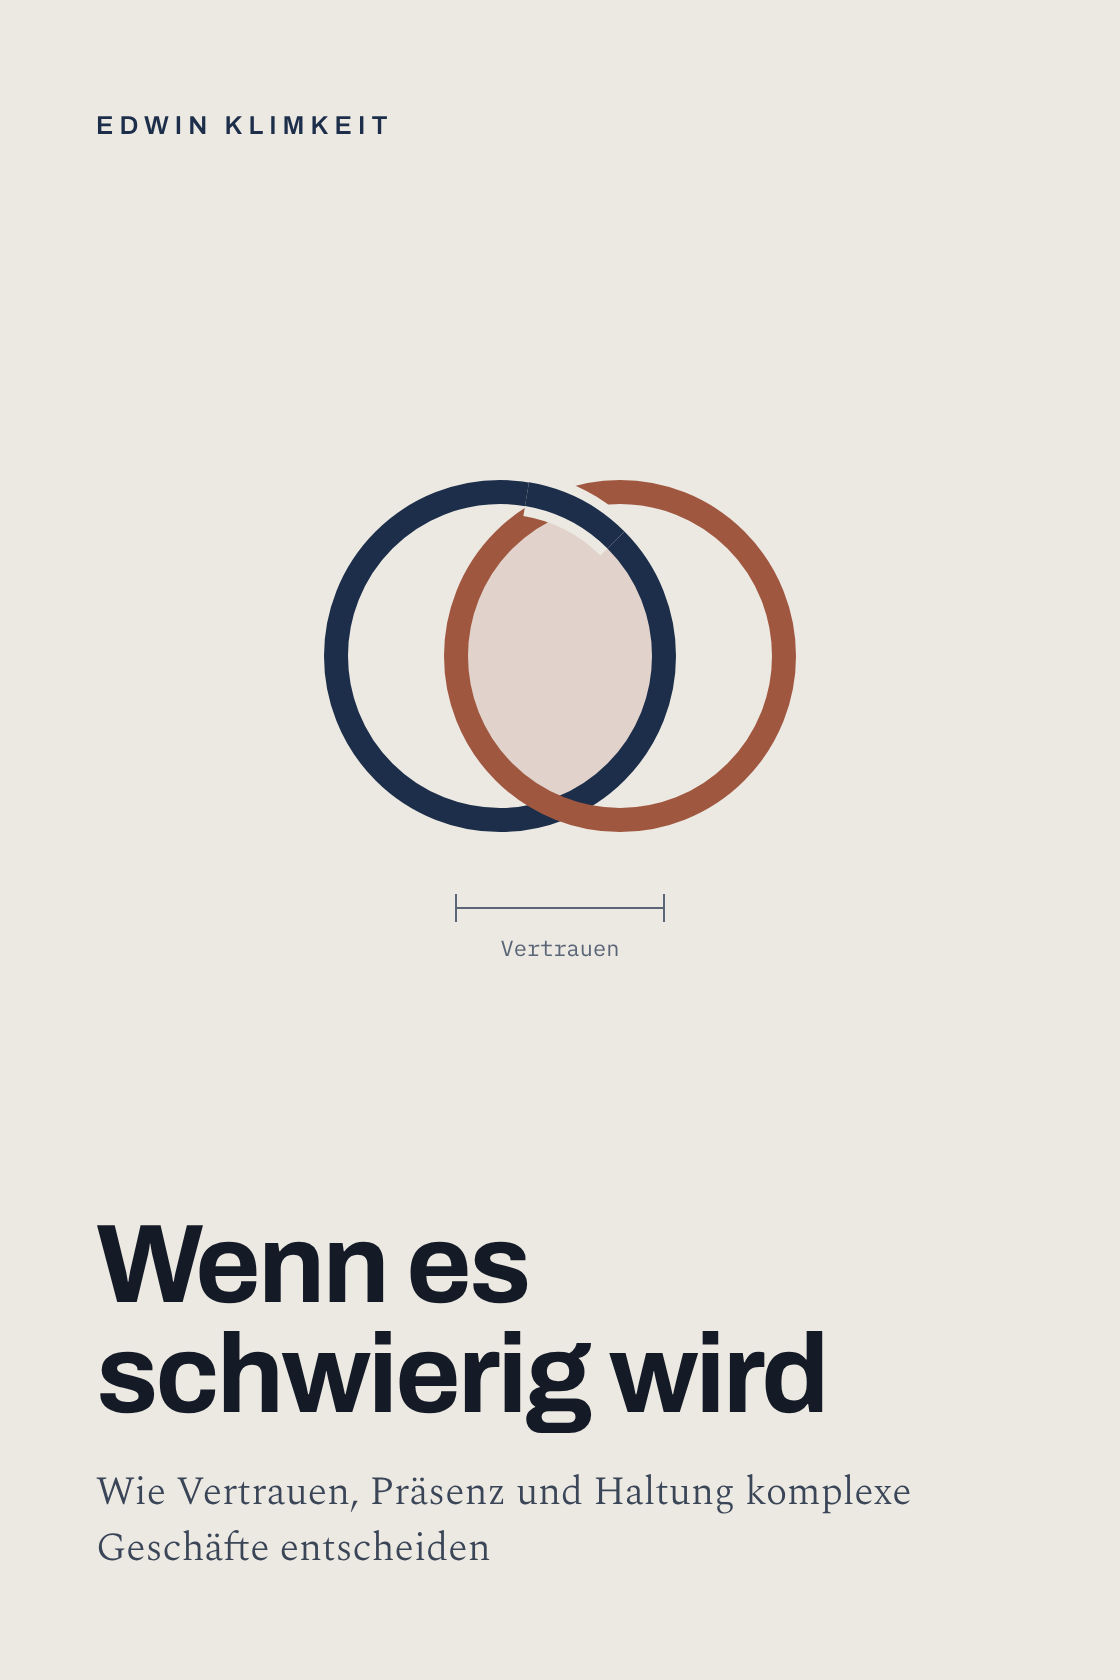 EDWIN KLIMKEIT
Vertrauen
Wenn es
schwierig wird
Wie Vertrauen, Präsenz und Haltung komplexe
Geschäfte entscheiden